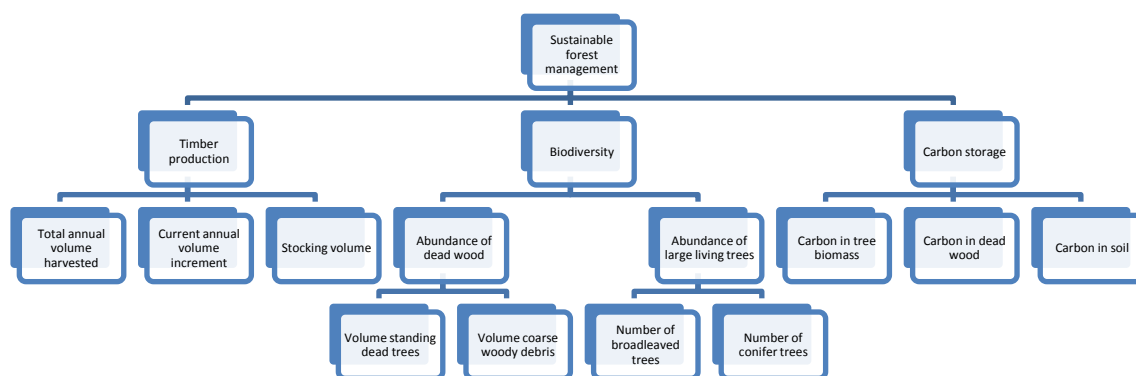 Sustainable
forest
management
Timber
production
Biodiversity
Carbon storage
Total annual
volume
harvested
Current annual
volume
increment
Stocking volume
Abundance of
dead wood
Abundance of
large living trees
Carbon in tree
biomass
Carbon in dead
wood
Carbon in soil
Volume standing
dead trees
Volume coarse
woody debris
Number of
broadleaved
trees
Number of
conifer trees